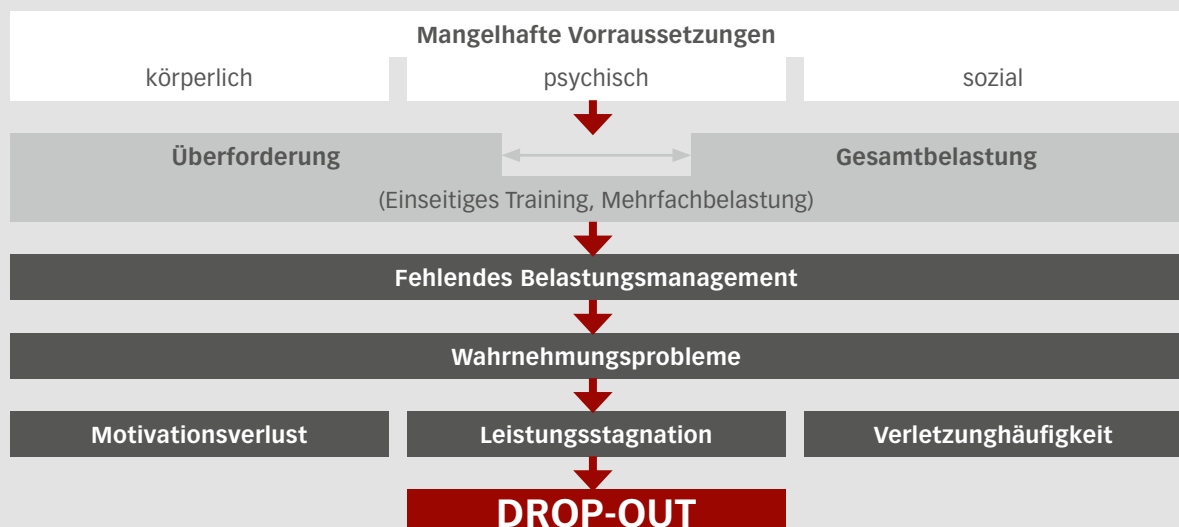 Mangelhafte Vorraussetzungen
körperlich psychisch sozial
Überforderung Gesamtbelastung
(Einseitiges Training, Mehrfachbelastung)
Fehlendes Belastungsmanagement
Wahrnehmungsprobleme
Motivationsverlust Leistungsstagnation Verletzunghäufigkeit
DROP-OUT